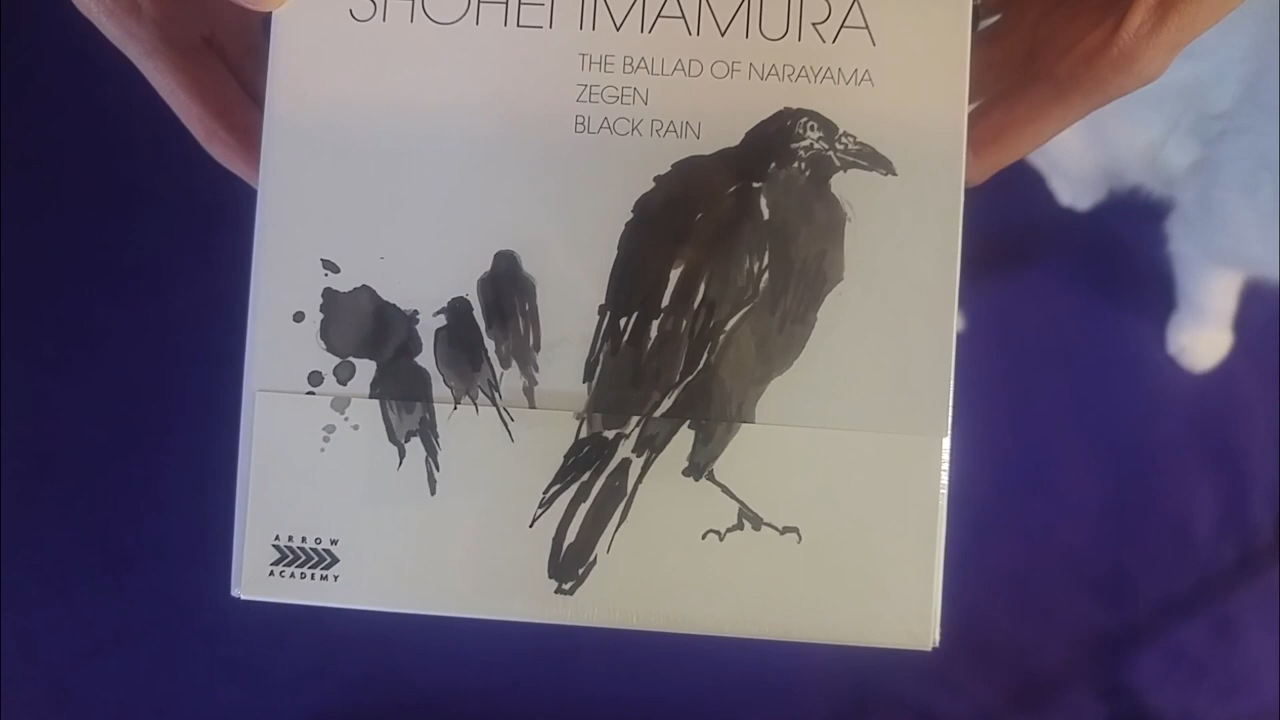 SHOHEI IMAMURA
THE BALLAD OF NARAYAMA
ZEGEN
BLACK RAIN
ARROW
ACADEMY